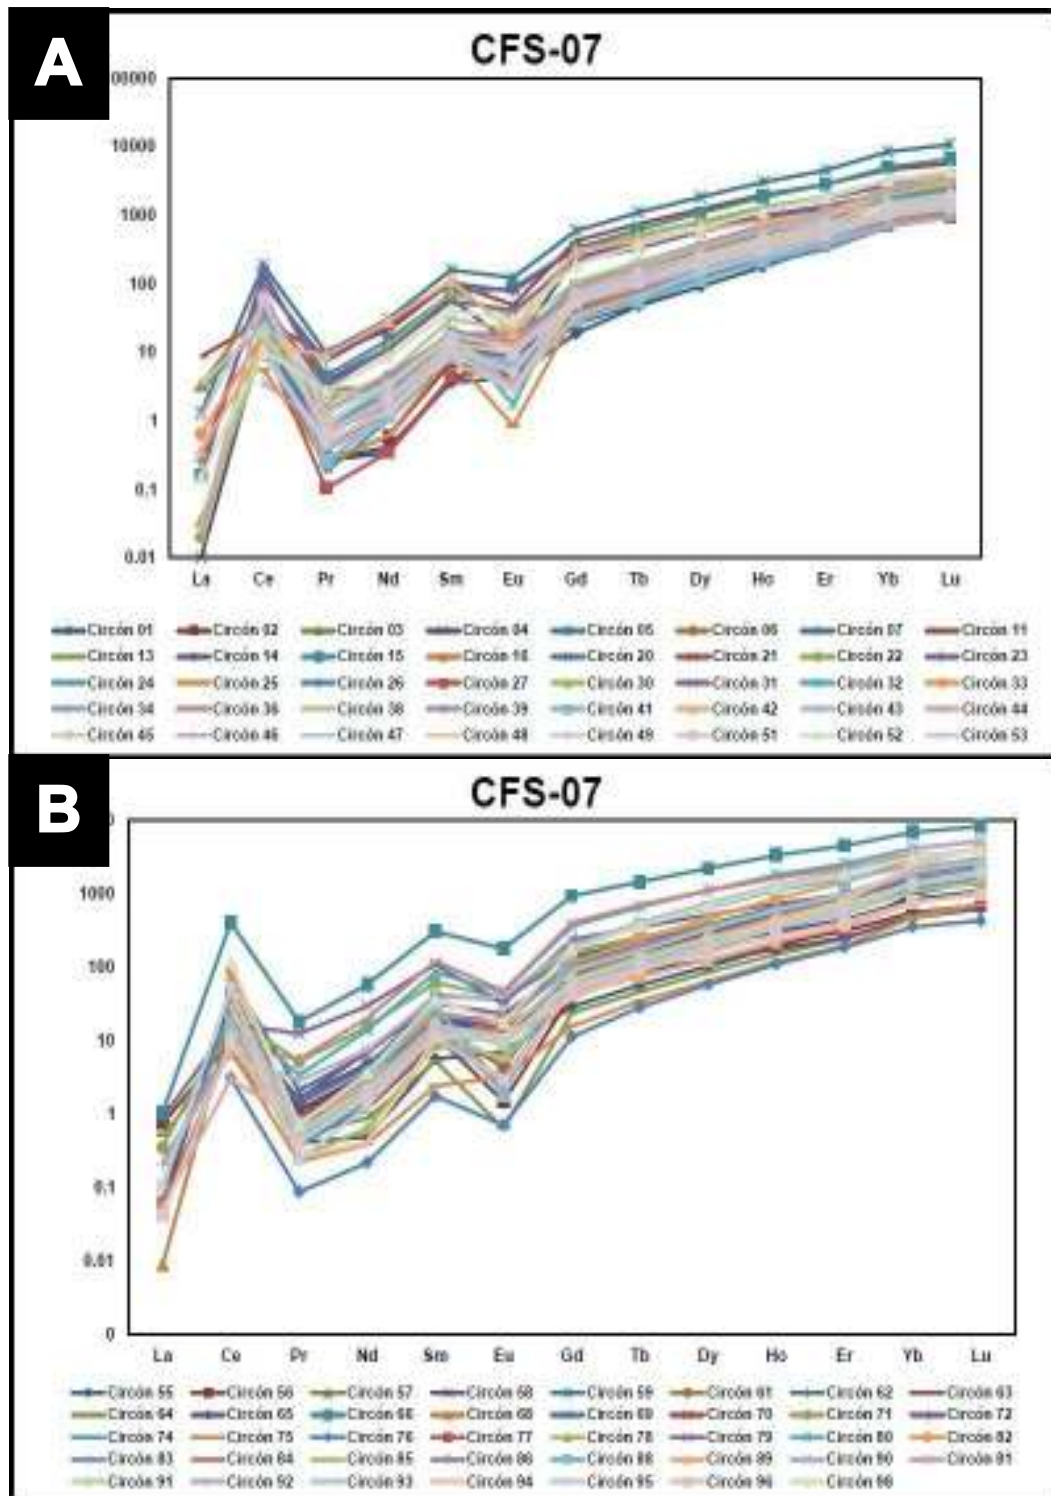 A
CFS-07
10000
1000
100
10
1
0.1
0.01
La Ce Pr Nd Sm Eu Gd Tb Dy Ho Er Yb Lu
Circón 01 Circón 02 Circón 03 Circón 04 Circón 05 Circón 06 Circón 07 Circón 11
Circón 13 Circón 14 Circón 15 Circón 16 Circón 20 Circón 21 Circón 22 Circón 23
Circón 24 Circón 25 Circón 26 Circón 27 Circón 30 Circón 31 Circón 32 Circón 33
Circón 34 Circón 36 Circón 38 Circón 39 Circón 41 Circón 42 Circón 43 Circón 44
Circón 45 Circón 46 Circón 47 Circón 48 Circón 49 Circón 51 Circón 52 Circón 53
B
CFS-07
1000
100
10
1
0.1
0.01
0
La Ce Pr Nd Sm Eu Gd Tb Dy Ho Er Yb Lu
Circón 55 Circón 56 Circón 57 Circón 58 Circón 59 Circón 61 Circón 62 Circón 63
Circón 64 Circón 65 Circón 66 Circón 68 Circón 69 Circón 70 Circón 71 Circón 72
Circón 74 Circón 75 Circón 76 Circón 77 Circón 78 Circón 79 Circón 80 Circón 82
Circón 83 Circón 84 Circón 85 Circón 86 Circón 88 Circón 89 Circón 90 Circón 81
Circón 91 Circón 92 Circón 93 Circón 94 Circón 95 Circón 96 Circón 98